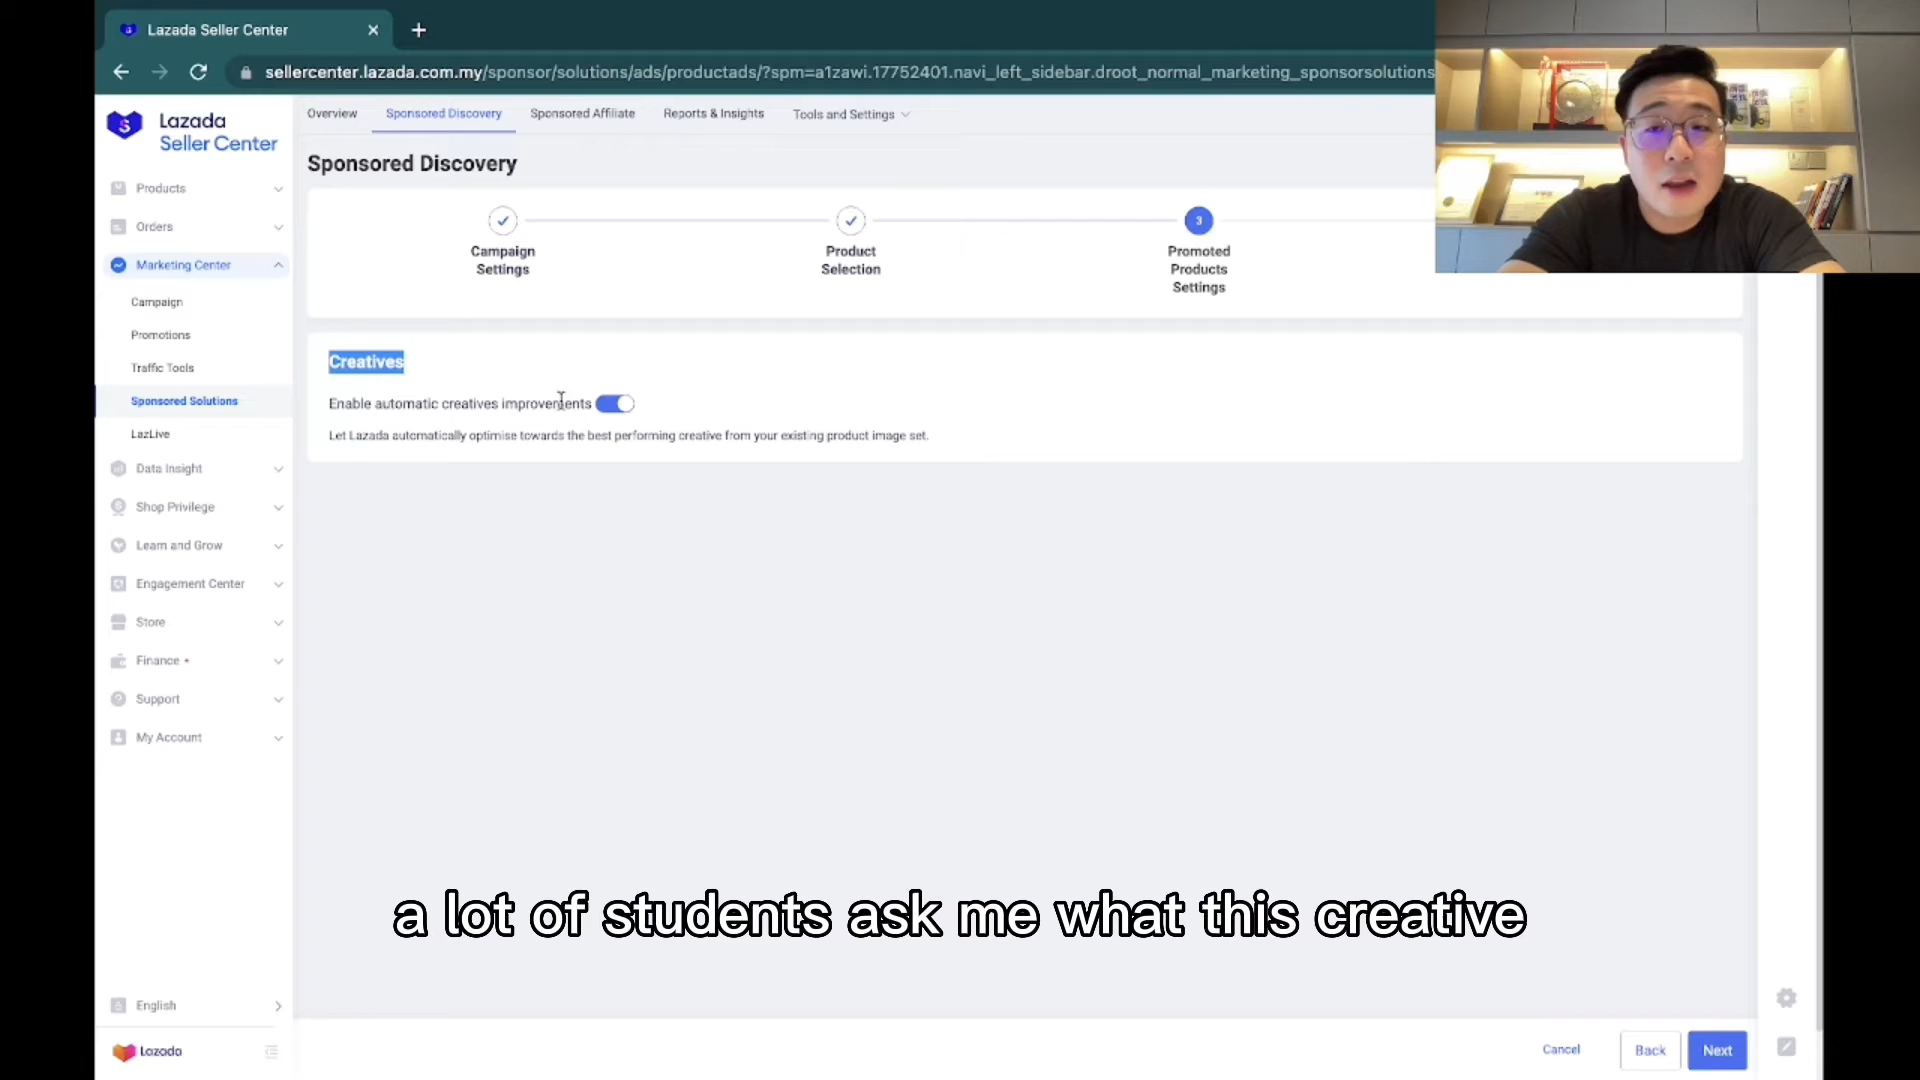 Lazada Seller Center
sellercenter.lazada.com.my/sponsor/solutions/ads/productads/?spm=a1zawi.17752401.navi_left_sidebar.droot_normal_marketing_sponsorsolutions
Lazada
Seller Center
Products
Orders
Marketing Center
Campaign
Promotions
Traffic Tools
Sponsored Solutions
LazLive
Data Insight
Shop Privilege
Learn and Grow
Engagement Center
Store
Finance
Support
My Account
English
Lazada
Overview
Sponsored Discovery
Sponsored Affiliate
Reports & Insights
Tools and Settings
Sponsored Discovery
Campaign
Settings
Product
Selection
3
Promoted
Products
Settings
Creatives
Enable automatic creatives improvements
Let Lazada automatically optimise towards the best performing creative from your existing product image set.
a lot of students ask me what this creative
Cancel
Back
Next